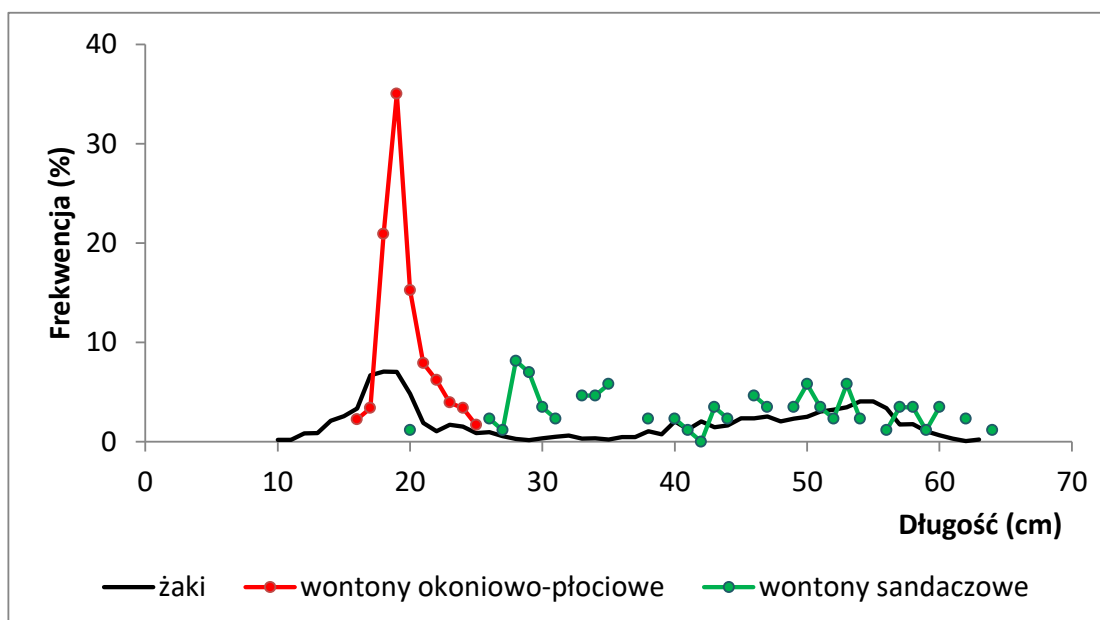 40
30
20
10
0
Frekwencja (%)
0 10 20 30 40 50 60 70
Długość (cm)
żaki wontony okoniowo-płociowe wontony sandaczowe